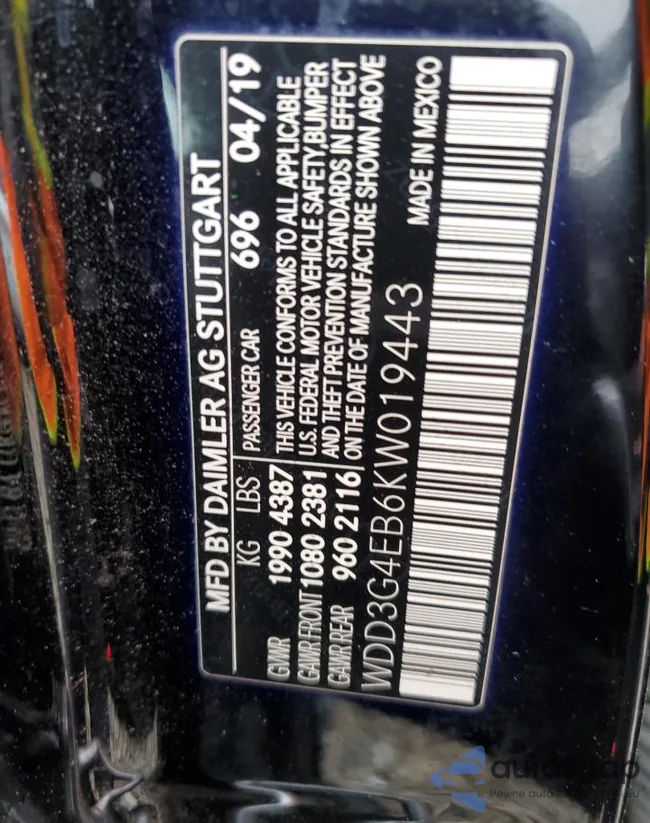 MFD BY DAIMLER AG STUTTGART
KG LBS PASSENGER CAR 696 04/19
GVWR 1990 4387 THIS VEHICLE CONFORMS TO ALL APPLICABLE
GAWR FRONT 1080 2381 U.S. FEDERAL MOTOR VEHICLE SAFETY,BUMPER
GAWR REAR 960 2116 AND THEFT PREVENTION STANDARDS IN EFFECT
ON THE DATE OF MANUFACTURE SHOWN ABOVE
WDD3G4EB6KW019443 MADE IN MEXICO